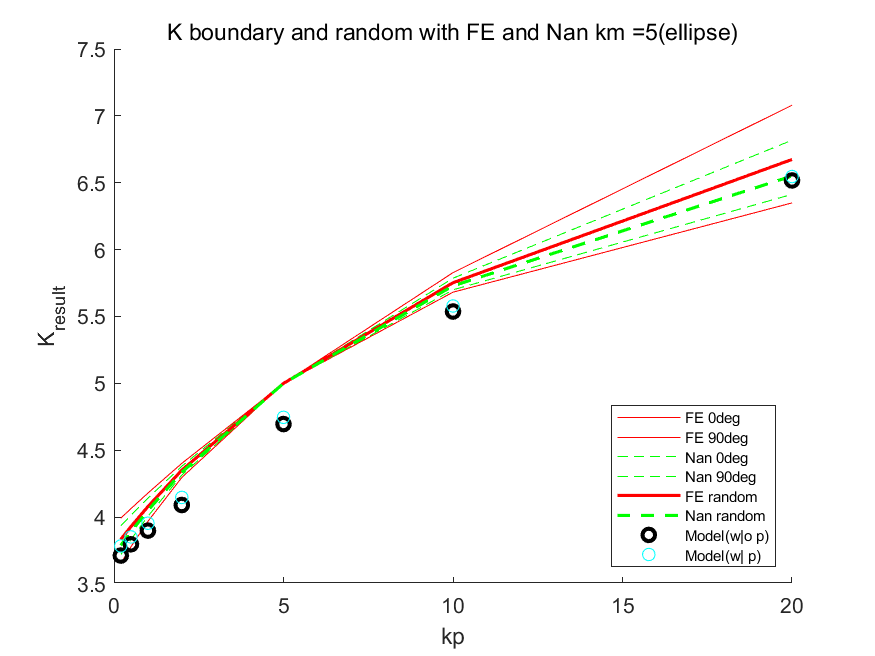 K boundary and random with FE and Nan km =5(ellipse)
7.5
7
6.5
6
5.5
5
4.5
4
3.5
K_result
0
5
10
15
20
kp
FE 0deg
FE 90deg
Nan 0deg
Nan 90deg
FE random
Nan random
Model(w|o p)
Model(w| p)